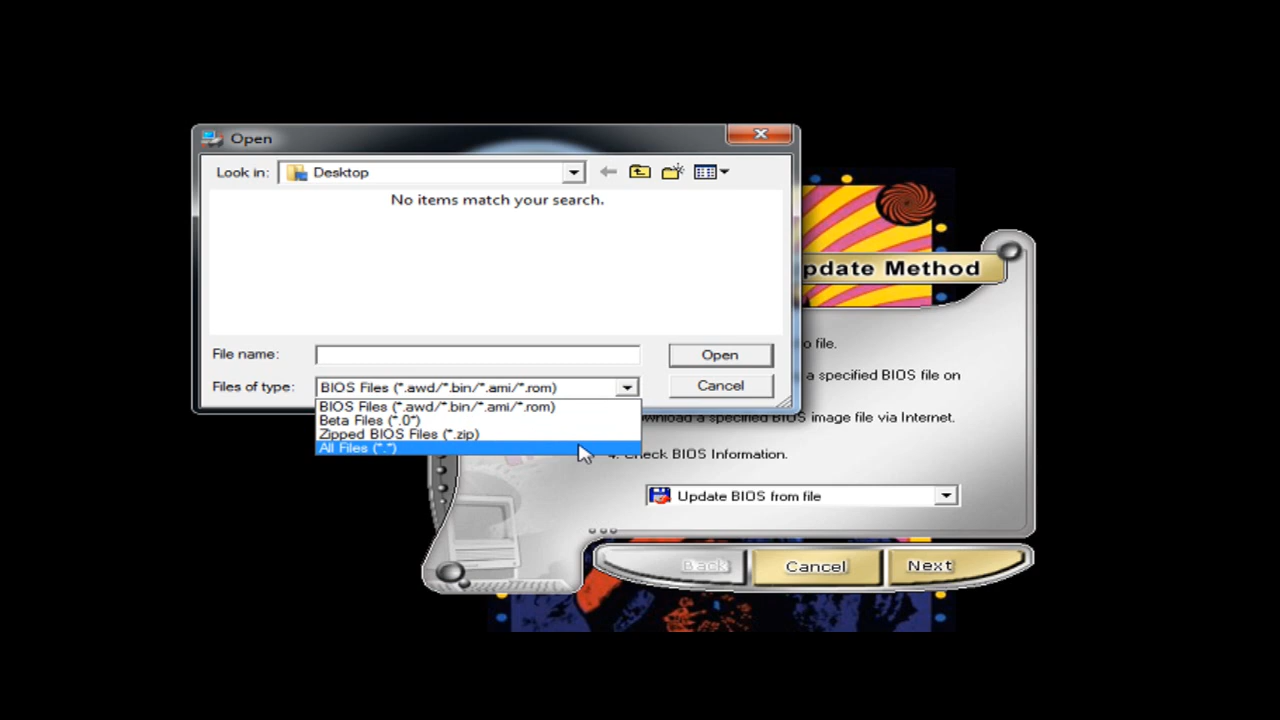 Open
Look in: Desktop
No items match your search.
File name:
Open
Files of type: BIOS Files (*.awd/*.bin/*.ami/*.rom)
Cancel
BIOS Files (*.awd/*.bin/*.ami/*.rom)
Beta Files (*.0*)
Zipped BIOS Files (*.zip)
All Files (*.*)
pdate Method
o file.
a specified BIOS file on
wnload a specified BIOS image file via Internet.
4. Check BIOS Information.
Update BIOS from file
Back Cancel Next